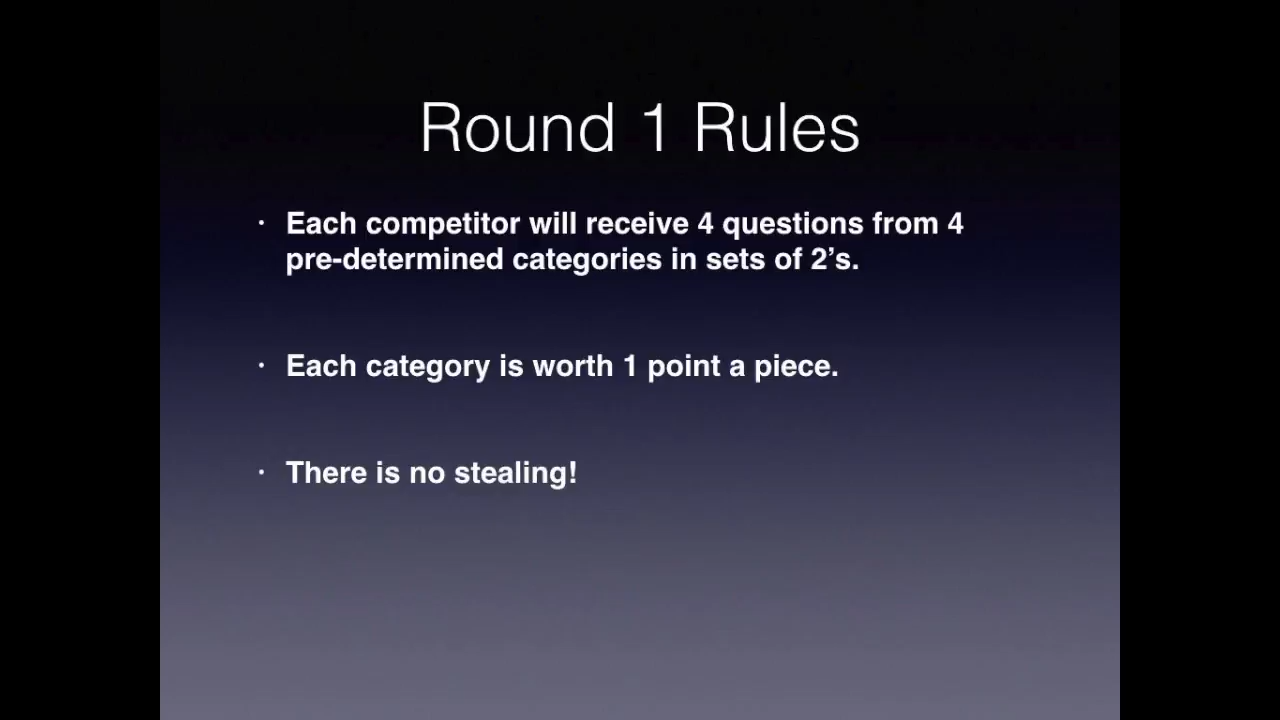 Round 1 Rules
· Each competitor will receive 4 questions from 4
pre-determined categories in sets of 2’s.
· Each category is worth 1 point a piece.
· There is no stealing!